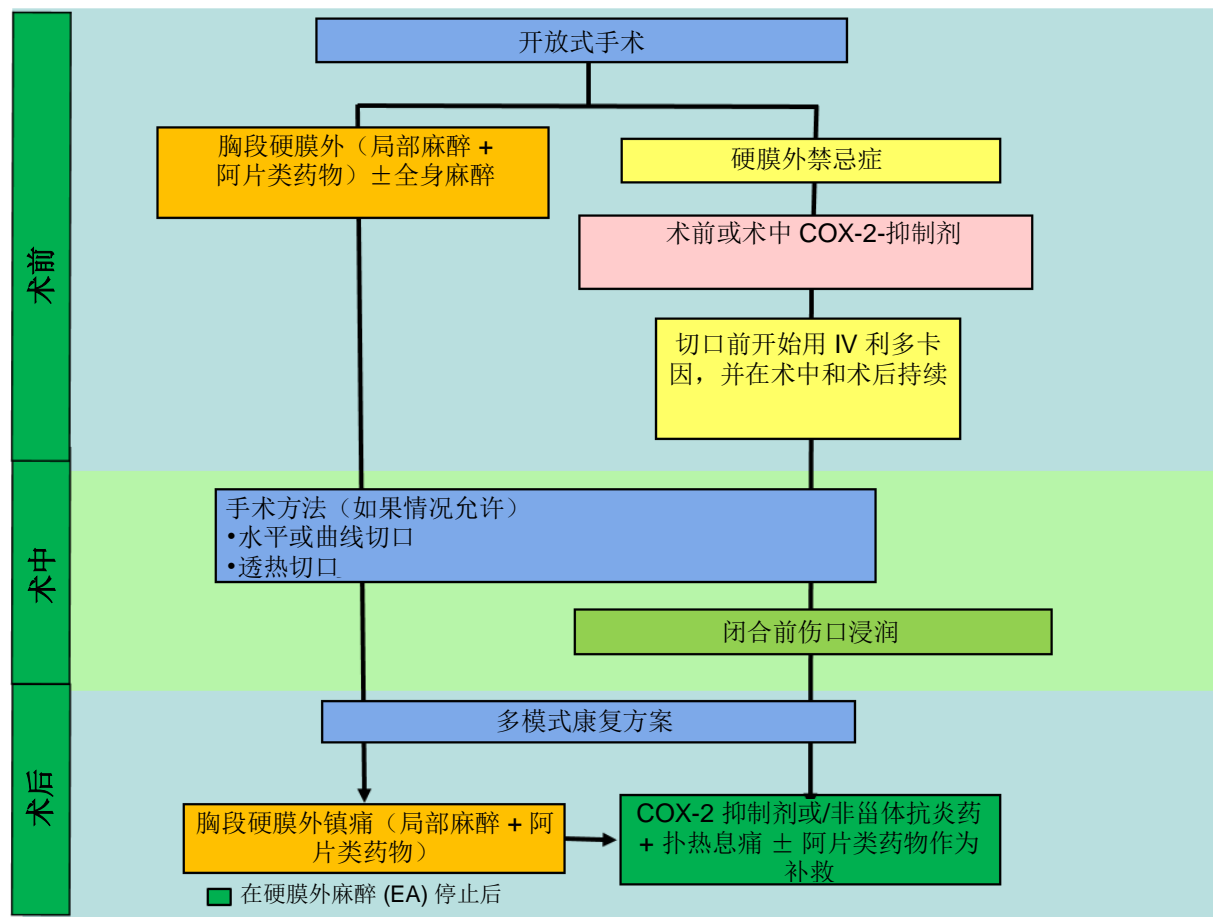 开放式手术
胸段硬膜外（局部麻醉 +
阿片类药物）±全身麻醉
硬膜外禁忌症
术前或术中 COX-2-抑制剂
切口前开始用 IV 利多卡
因，并在术中和术后持续
术前
手术方法（如果情况允许）
•水平或曲线切口
•透热切口
术中
闭合前伤口浸润
多模式康复方案
术后
胸段硬膜外镇痛（局部麻醉 + 阿
片类药物）
COX-2 抑制剂或/非甾体抗炎药
+ 扑热息痛 ± 阿片类药物作为
补救
在硬膜外麻醉 (EA) 停止后